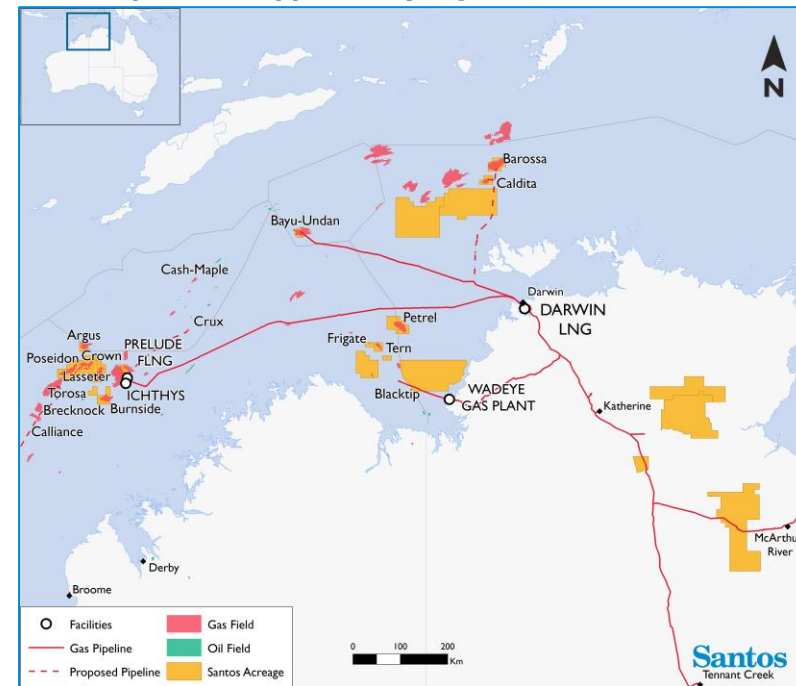 N
Barossa
Caldita
Bayu-Undan
Cash-Maple
Crux
Darwin
DARWIN
LNG
Petrel
Frigate
Tern
Argus
PRELUDE
FLNG
Poseidon
Crown
Lasseter
ICHTHYS
Torosa
Brecknock
Burnside
Calliance
Blacktip
WADEYE
GAS PLANT
Katherine
McArthur
River
Derby
Broome
Facilities
Gas Pipeline
Proposed Pipeline
Gas Field
Oil Field
Santos Acreage
0 100 200
Km
Santos
Tennant Creek